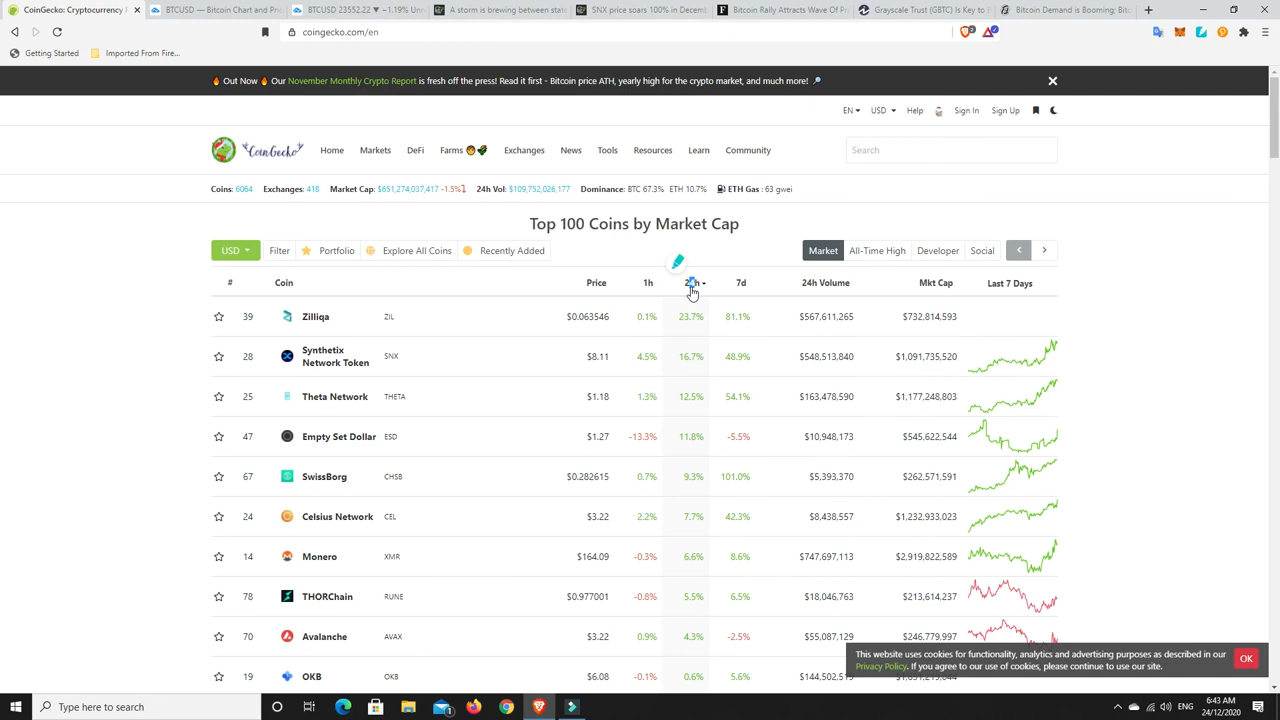 CoinGecko: Cryptocurrency P
BTCUSD — Bitcoin Chart and Pri
BTCUSD 23552.22 ▼ −1.19% Un
A storm is brewing between stat
SNX price soars 100% in Decemb
Bitcoin Rally Attracts Wave Of R
Grayscale Trust (GBTC) Is Key to
Bitcoin Demand is Booming; Bit
coingecko.com/en
Getting Started Imported From Fire...
Out Now Our November Monthly Crypto Report is fresh off the press! Read it first - Bitcoin price ATH, yearly high for the crypto market, and much more!
EN USD Help Sign In Sign Up
CoinGecko Home Markets DeFi Farms Exchanges News Tools Resources Learn Community Search
Coins: 6064 Exchanges: 418 Market Cap: $651,274,037,417 -1.5% 24h Vol: $109,752,026,177 Dominance: BTC 67.3% ETH 10.7% ETH Gas : 63 gwei
Top 100 Coins by Market Cap
USD Filter Portfolio Explore All Coins Recently Added Market All-Time High Developer Social
# Coin Price 1h 24h 7d 24h Volume Mkt Cap Last 7 Days
39 Zilliqa ZIL $0.063546 0.1% 23.7% 81.1% $567,611,265 $732,814,593
28 Synthetix Network Token SNX $8.11 4.5% 16.7% 48.9% $548,513,840 $1,091,735,520
25 Theta Network THETA $1.18 1.3% 12.5% 54.1% $163,478,590 $1,177,248,803
47 Empty Set Dollar ESD $1.27 -13.3% 11.8% -5.5% $10,948,173 $545,622,544
67 SwissBorg CHSB $0.282615 0.7% 9.3% 101.0% $5,393,370 $262,571,591
24 Celsius Network CEL $3.22 2.2% 7.7% 42.3% $8,438,557 $1,232,933,023
14 Monero XMR $164.09 -0.3% 6.6% 8.6% $747,697,113 $2,919,822,589
78 THORChain RUNE $0.977001 -0.8% 5.5% 6.5% $18,046,763 $213,614,237
70 Avalanche AVAX $3.22 0.9% 4.3% -2.5% $55,087,129 $246,779,997
19 OKB OKB $6.08 -0.1% 0.6% 5.6%
This website uses cookies for functionality, analytics and advertising purposes as described in our
Privacy Policy. If you agree to our use of cookies, please continue to use our site. OK
Type here to search
ENG 6:43 AM
24/12/2020